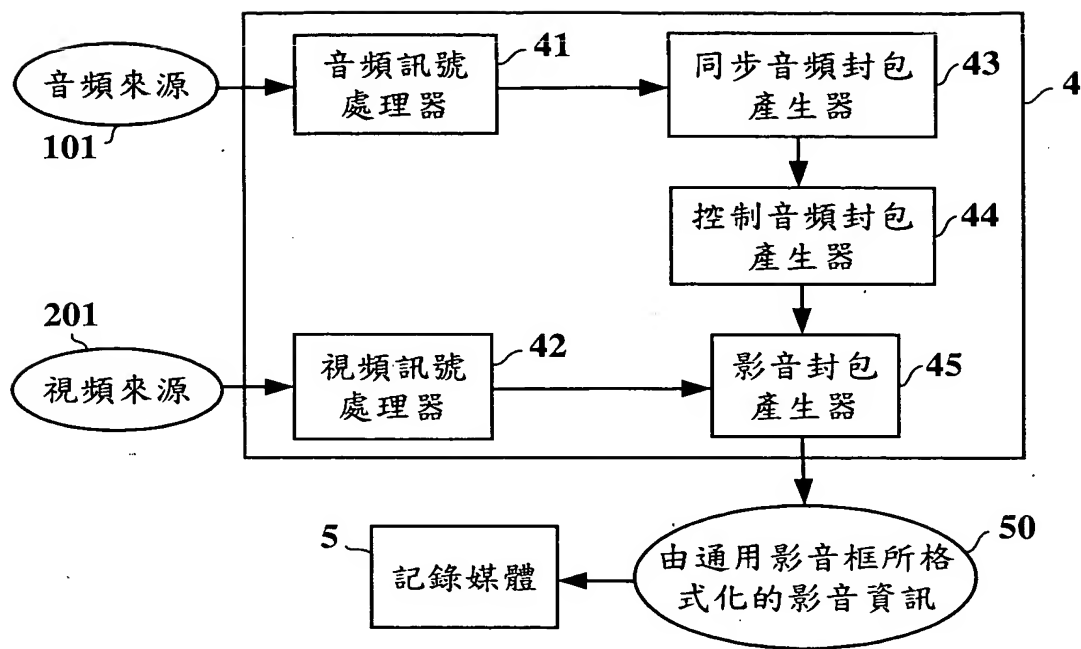 音頻來源
101
音頻訊號
處理器
41
同步音頻封包
產生器
43
4
控制音頻封包
產生器
44
201
視頻來源
視頻訊號
處理器
42
影音封包
產生器
45
5
記錄媒體
由通用影音框所格
式化的影音資訊
50